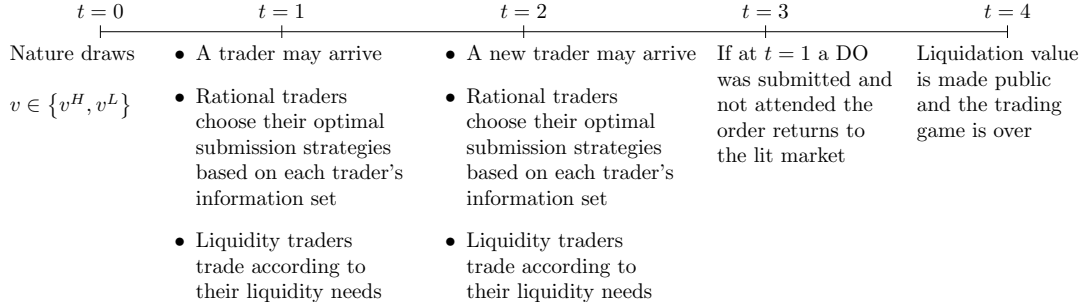 t = 0
t = 1
t = 2
t = 3
t = 4
Nature draws
v ∈ {v^H, v^L}
• A trader may arrive
• Rational traders
choose their optimal
submission strategies
based on each trader's
information set
• Liquidity traders
trade according to
their liquidity needs
• A new trader may arrive
• Rational traders
choose their optimal
submission strategies
based on each trader's
information set
• Liquidity traders
trade according to
their liquidity needs
If at t = 1 a DO
was submitted and
not attended the
order returns to
the lit market
Liquidation value
is made public
and the trading
game is over